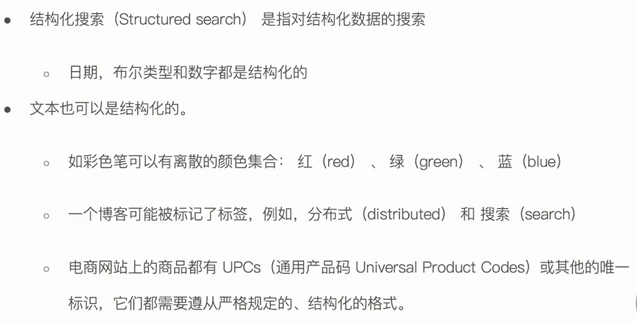 结构化搜索（Structured search） 是指对结构化数据的搜索
日期，布尔类型和数字都是结构化的
文本也可以是结构化的。
如彩色笔可以有离散的颜色集合： 红（red） 、 绿（green） 、 蓝（blue）
一个博客可能被标记了标签，例如，分布式（distributed） 和 搜索（search）
电商网站上的商品都有 UPCs（通用产品码 Universal Product Codes）或其他的唯一
标识，它们都需要遵从严格规定的、结构化的格式。